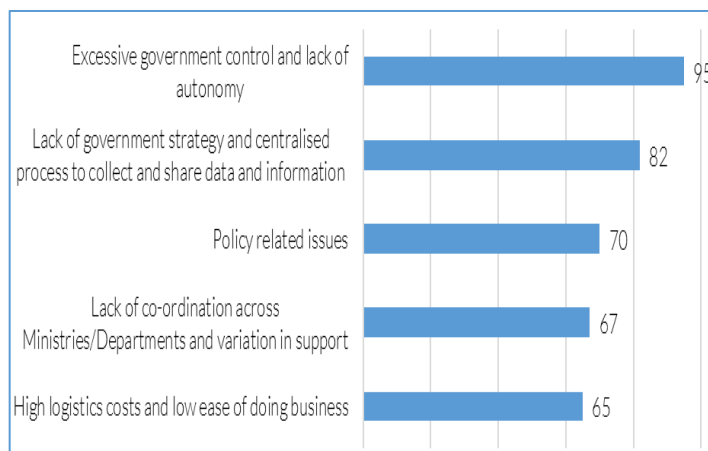 Excessive government control and lack of
autonomy
95
Lack of government strategy and centralised
process to collect and share data and information
82
Policy related issues
70
Lack of co-ordination across
Ministries/Departments and variation in support
67
High logistics costs and low ease of doing business
65